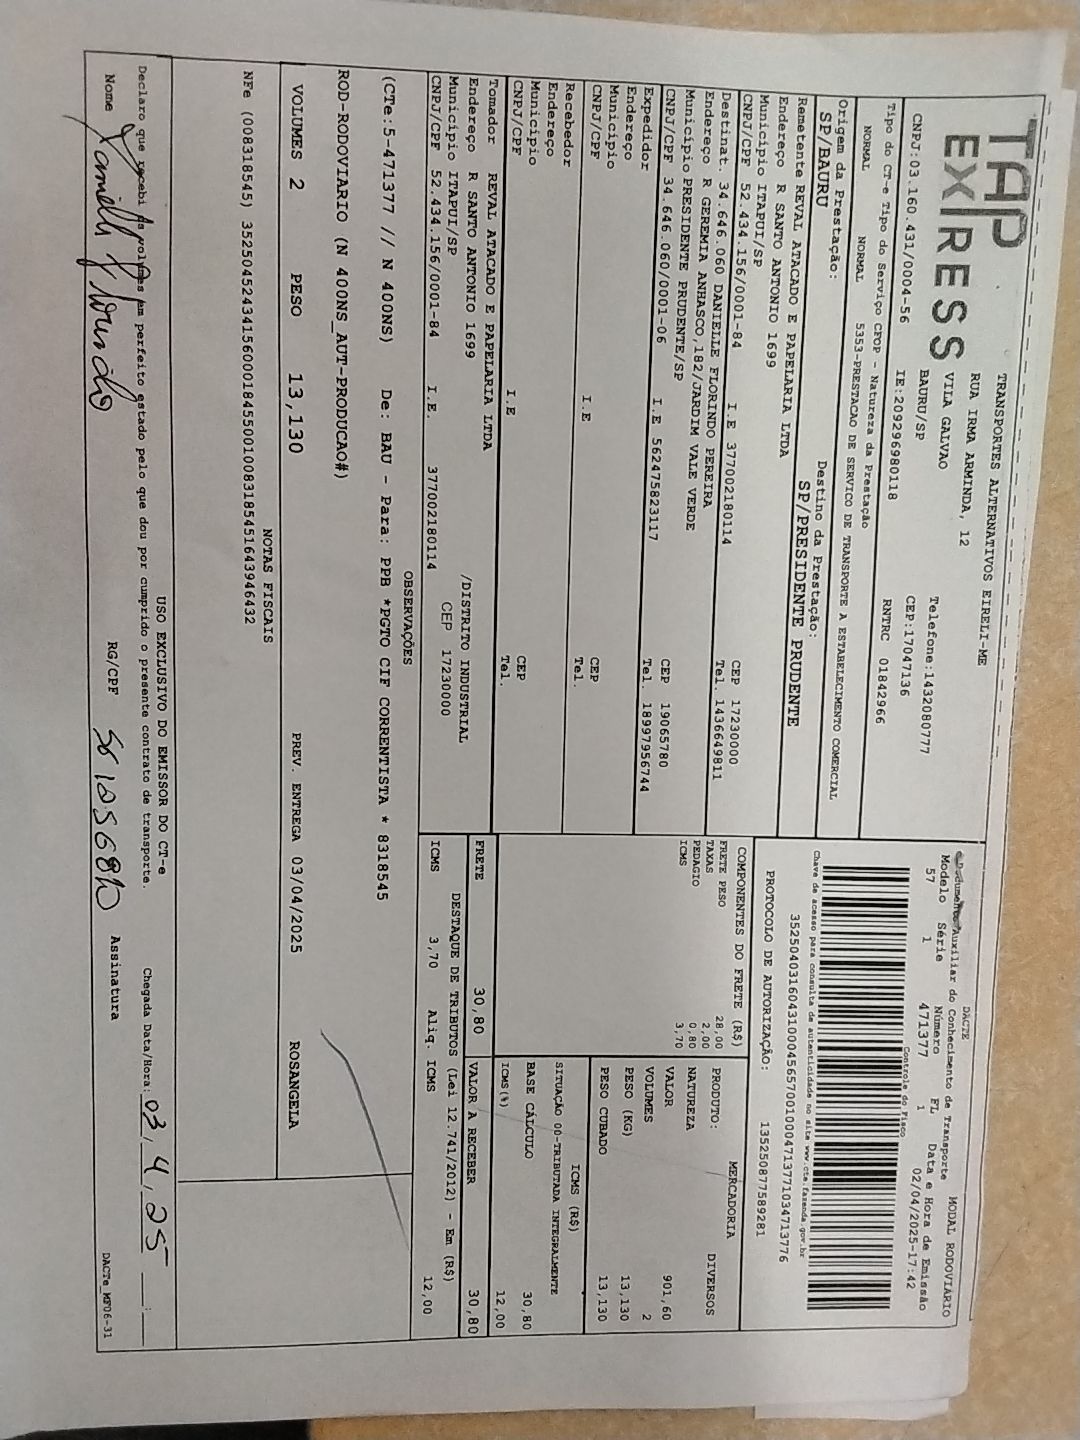 TAP
EXPRESS
TRANSPORTES ALTERNATIVOS EIRELI-ME
RUA IRMA ARMINDA, 12
VILA GALVAO
BAURU/SP
Telefone:1432080777
CEP:17047136
CNPJ:03.160.431/0004-56
IE:209296980118
RNTRC 01842966
Tipo do CT-e Tipo do Serviço CFOP - Natureza da Prestação
NORMAL NORMAL 5353-PRESTACAO DE SERVICO DE TRANSPORTE A ESTABELECIMENTO COMERCIAL
Origem da Prestação: Destino da Prestação:
SP/BAURU SP/PRESIDENTE PRUDENTE
Remetente REVAL ATACADO E PAPELARIA LTDA
Endereço R SANTO ANTONIO 1699
Município ITAPUI/SP CEP 17230000
CNPJ/CPF 52.434.156/0001-84 I.E 377002180114 Tel. 1436649811
Destinat. 34.646.060 DANIELLE FLORINDO PEREIRA
Endereço R GEREMIA ANHASCO,182/JARDIM VALE VERDE
Município PRESIDENTE PRUDENTE/SP CEP 19065780
CNPJ/CPF 34.646.060/0001-06 I.E 562475823117 Tel. 18997956744
Expedidor
Endereço
Município CEP
CNPJ/CPF I.E Tel.
Recebedor
Endereço
Município CEP
CNPJ/CPF I.E Tel.
Tomador REVAL ATACADO E PAPELARIA LTDA
Endereço R SANTO ANTONIO 1699 /DISTRITO INDUSTRIAL
Município ITAPUI/SP CEP 17230000
CNPJ/CPF 52.434.156/0001-84 I.E. 377002180114
DACTE MODAL RODOVIÁRIO
Documento Auxiliar do Conhecimento de Transporte
Modelo Série Número FL Data e Hora de Emissão
57 1 471377 1 02/04/2025-17:42
Controle do Fisco
Chave de acesso para consulta de autenticidade no site www.cte.fazenda.gov.br
35250403160431000456570010004713771034713776
PROTOCOLO DE AUTORIZAÇÃO: 135250877589281
COMPONENTES DO FRETE (R$)
FRETE PESO 28,00
TAXAS 2,00
PEDAGIO 0,80
ICMS 3,70
MERCADORIA
PRODUTO: DIVERSOS
NATUREZA
VALOR 901,60
VOLUMES 2
PESO (KG) 13,130
PESO CUBADO 13,130
ICMS (R$)
SITUAÇÃO 00-TRIBUTADA INTEGRALMENTE
BASE CÁLCULO 30,80
ICMS(%) 12,00
FRETE 30,80 VALOR A RECEBER 30,80
DESTAQUE DE TRIBUTOS (Lei 12.741/2012) - Em (R$)
ICMS 3,70 Aliq. ICMS 12,00
OBSERVAÇÕES
(CTe:5-471377 // N 400NS) De: BAU - Para: PPB *PGTO CIF CORRENTISTA * 8318545
ROD-RODOVIARIO (N 400NS_AUT-PRODUCAO#)
VOLUMES 2 PESO 13,130 PREV. ENTREGA 03/04/2025 ROSANGELA
NOTAS FISCAIS
NFe (008318545) 35250452434156000184550010083185451643946432
USO EXCLUSIVO DO EMISSOR DO CT-e
Declaro que recebi os volumes em perfeito estado pelo que dou por cumprido o presente contrato de transporte. Chegada Data/Hora: 03/4/25 :
Nome RG/CPF Assinatura
DACTe_MF06-31